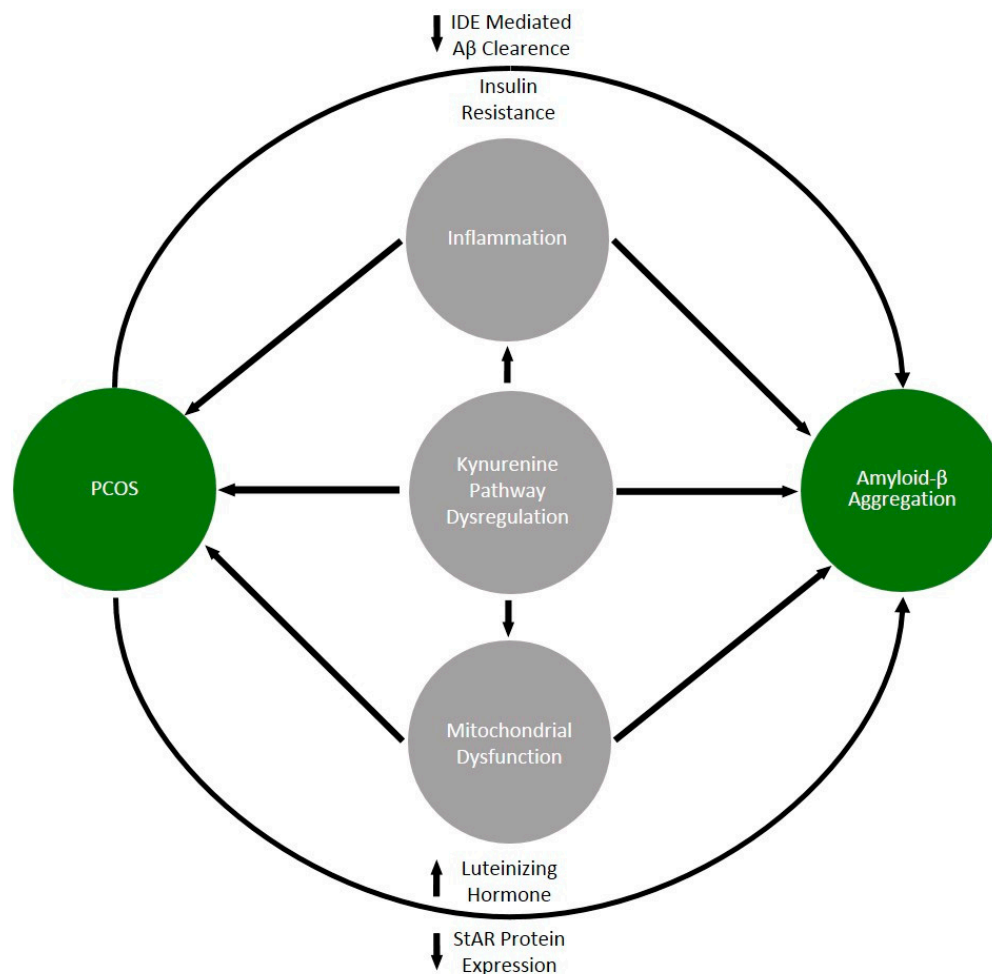 IDE Mediated
Aβ Clearence
Insulin
Resistance
Inflammation
PCOS
Kynurenine
Pathway
Dysregulation
Amyloid-β
Aggregation
Mitochondrial
Dysfunction
Luteinizing
Hormone
StAR Protein
Expression